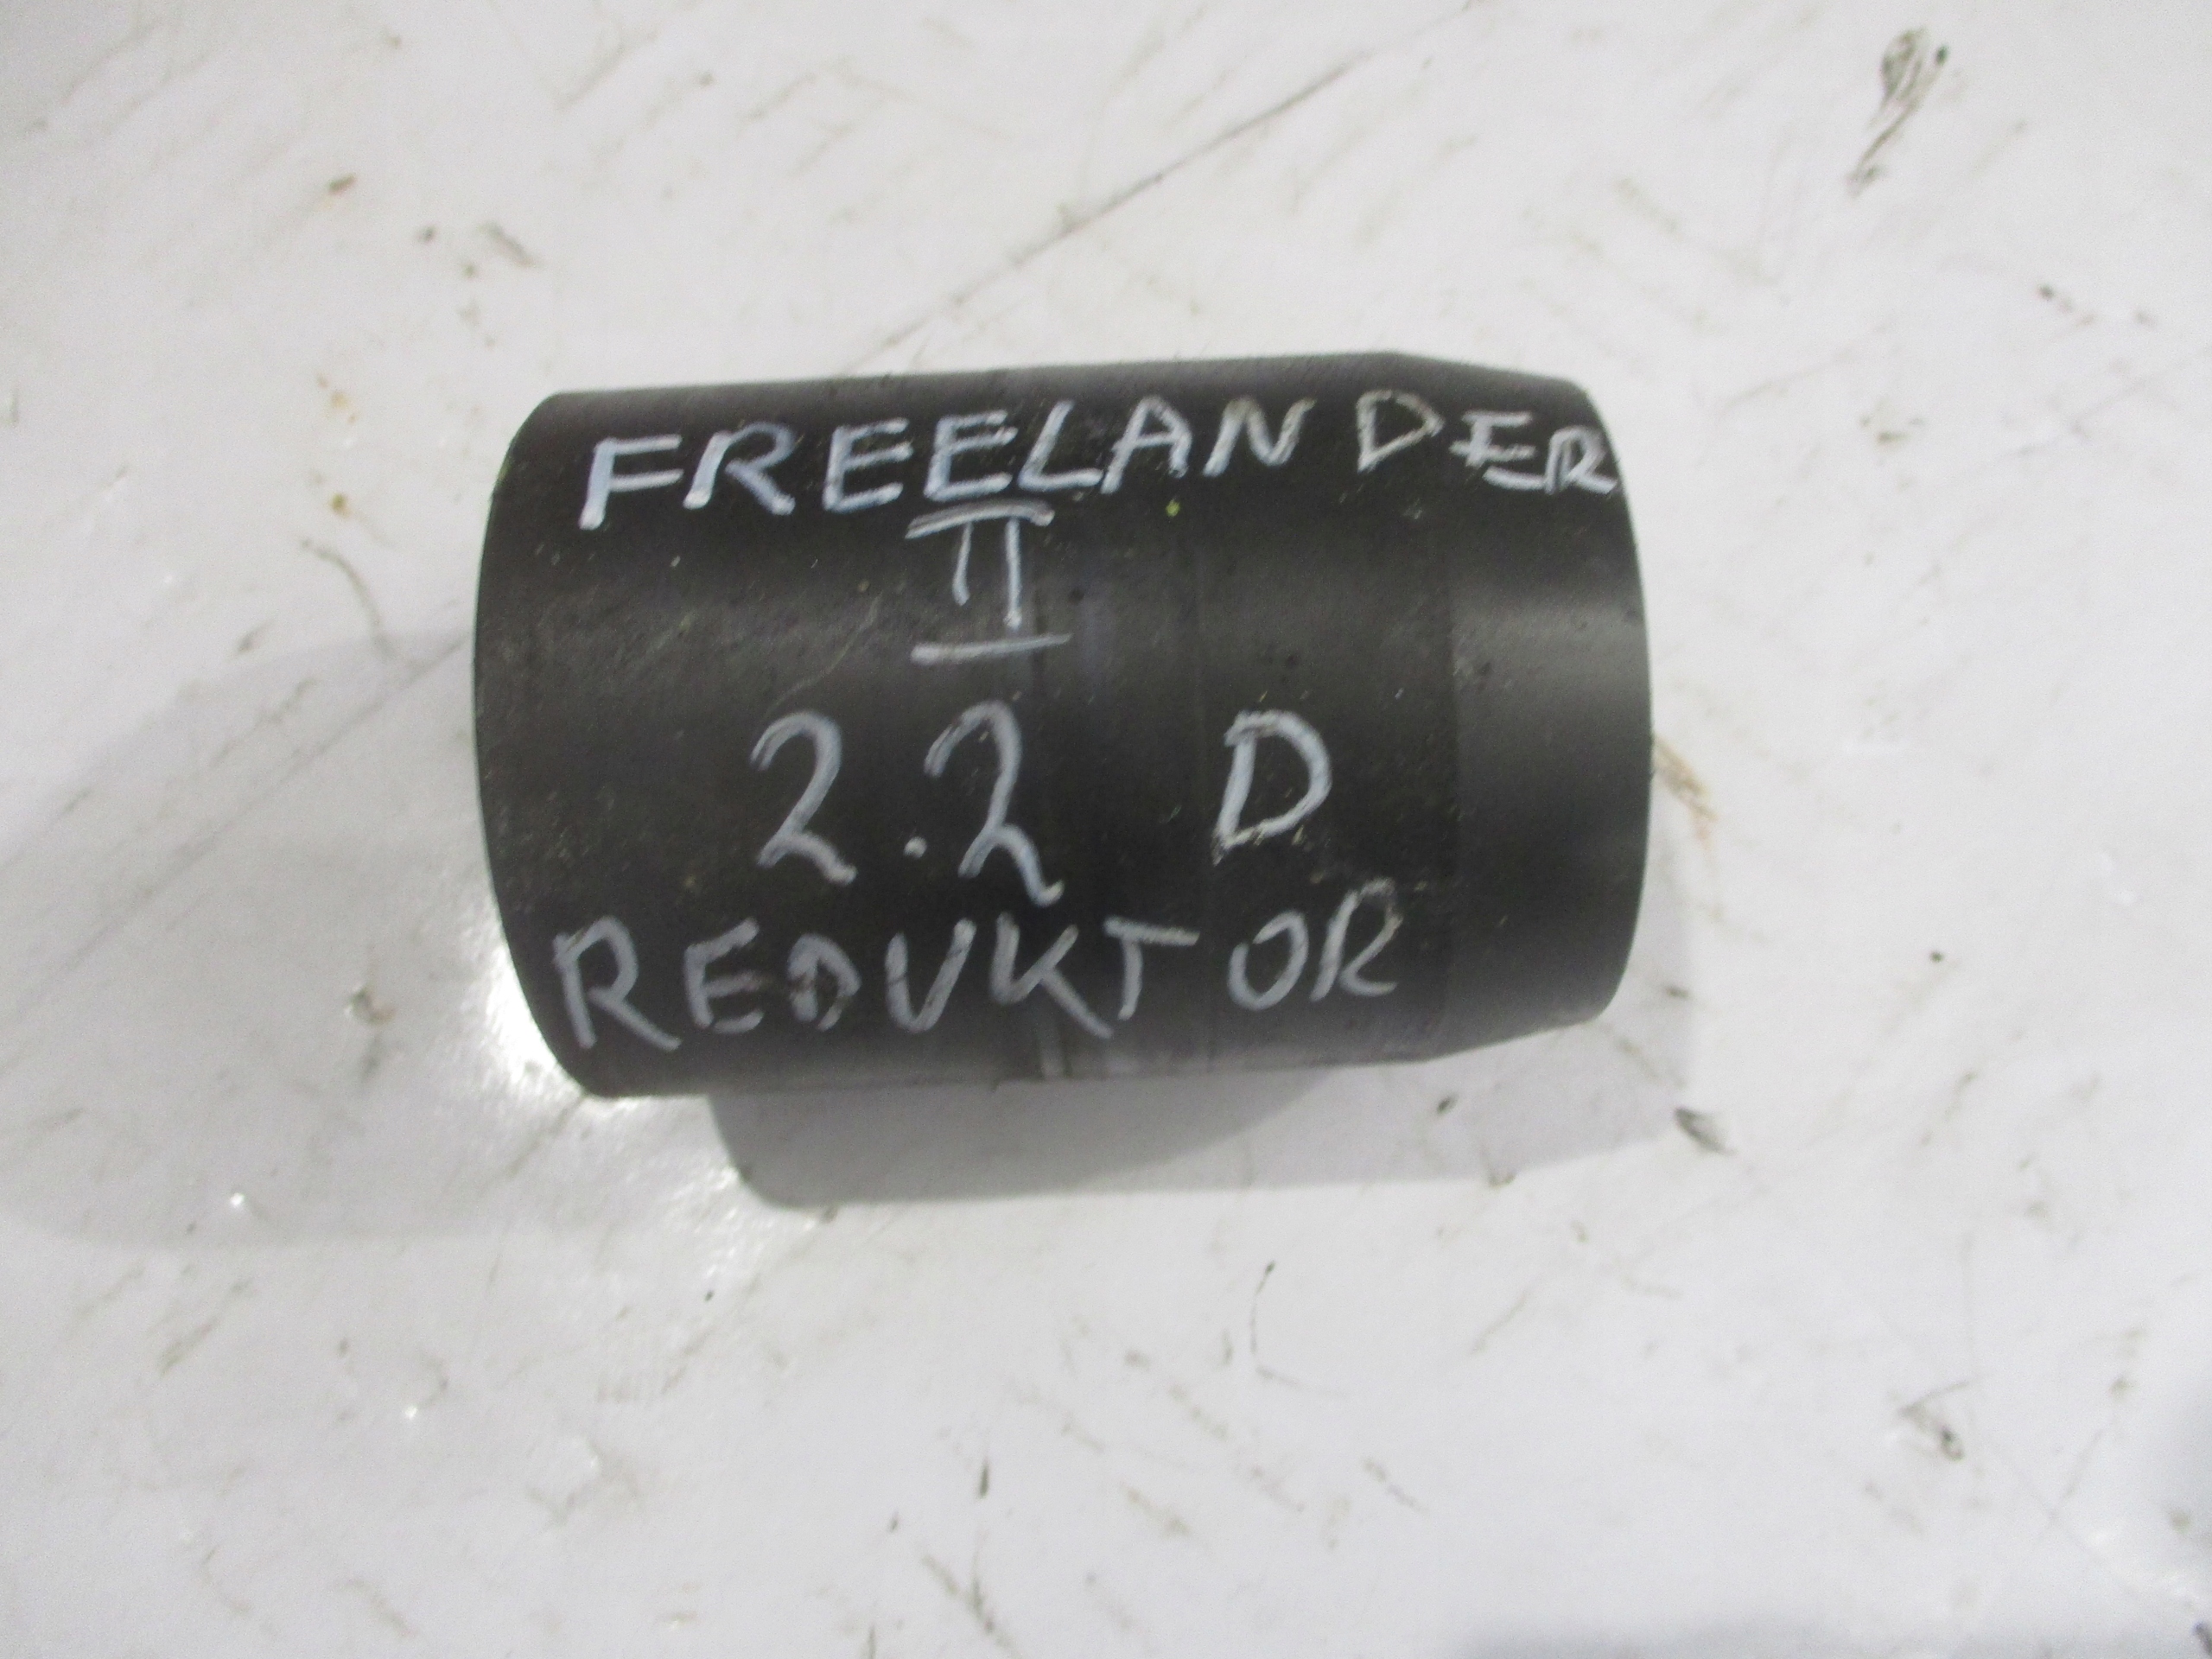 FREELANDER
II
2.2 D
REDUKTOR